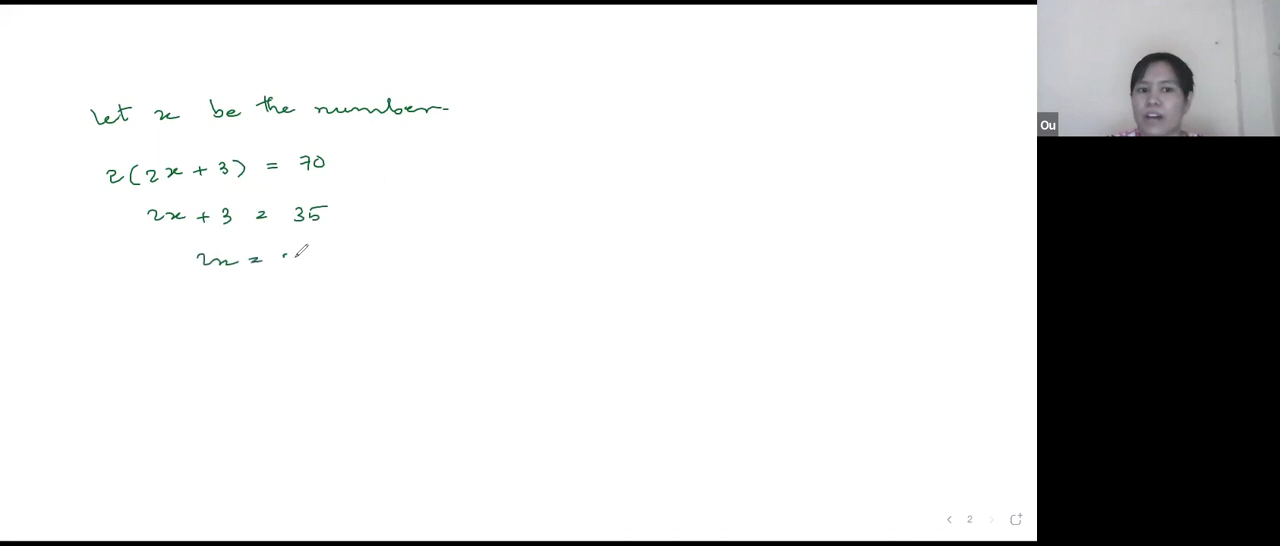 Let x be the number.
2(2x + 3) = 70
2x + 3 = 35
2x =
Ou
2